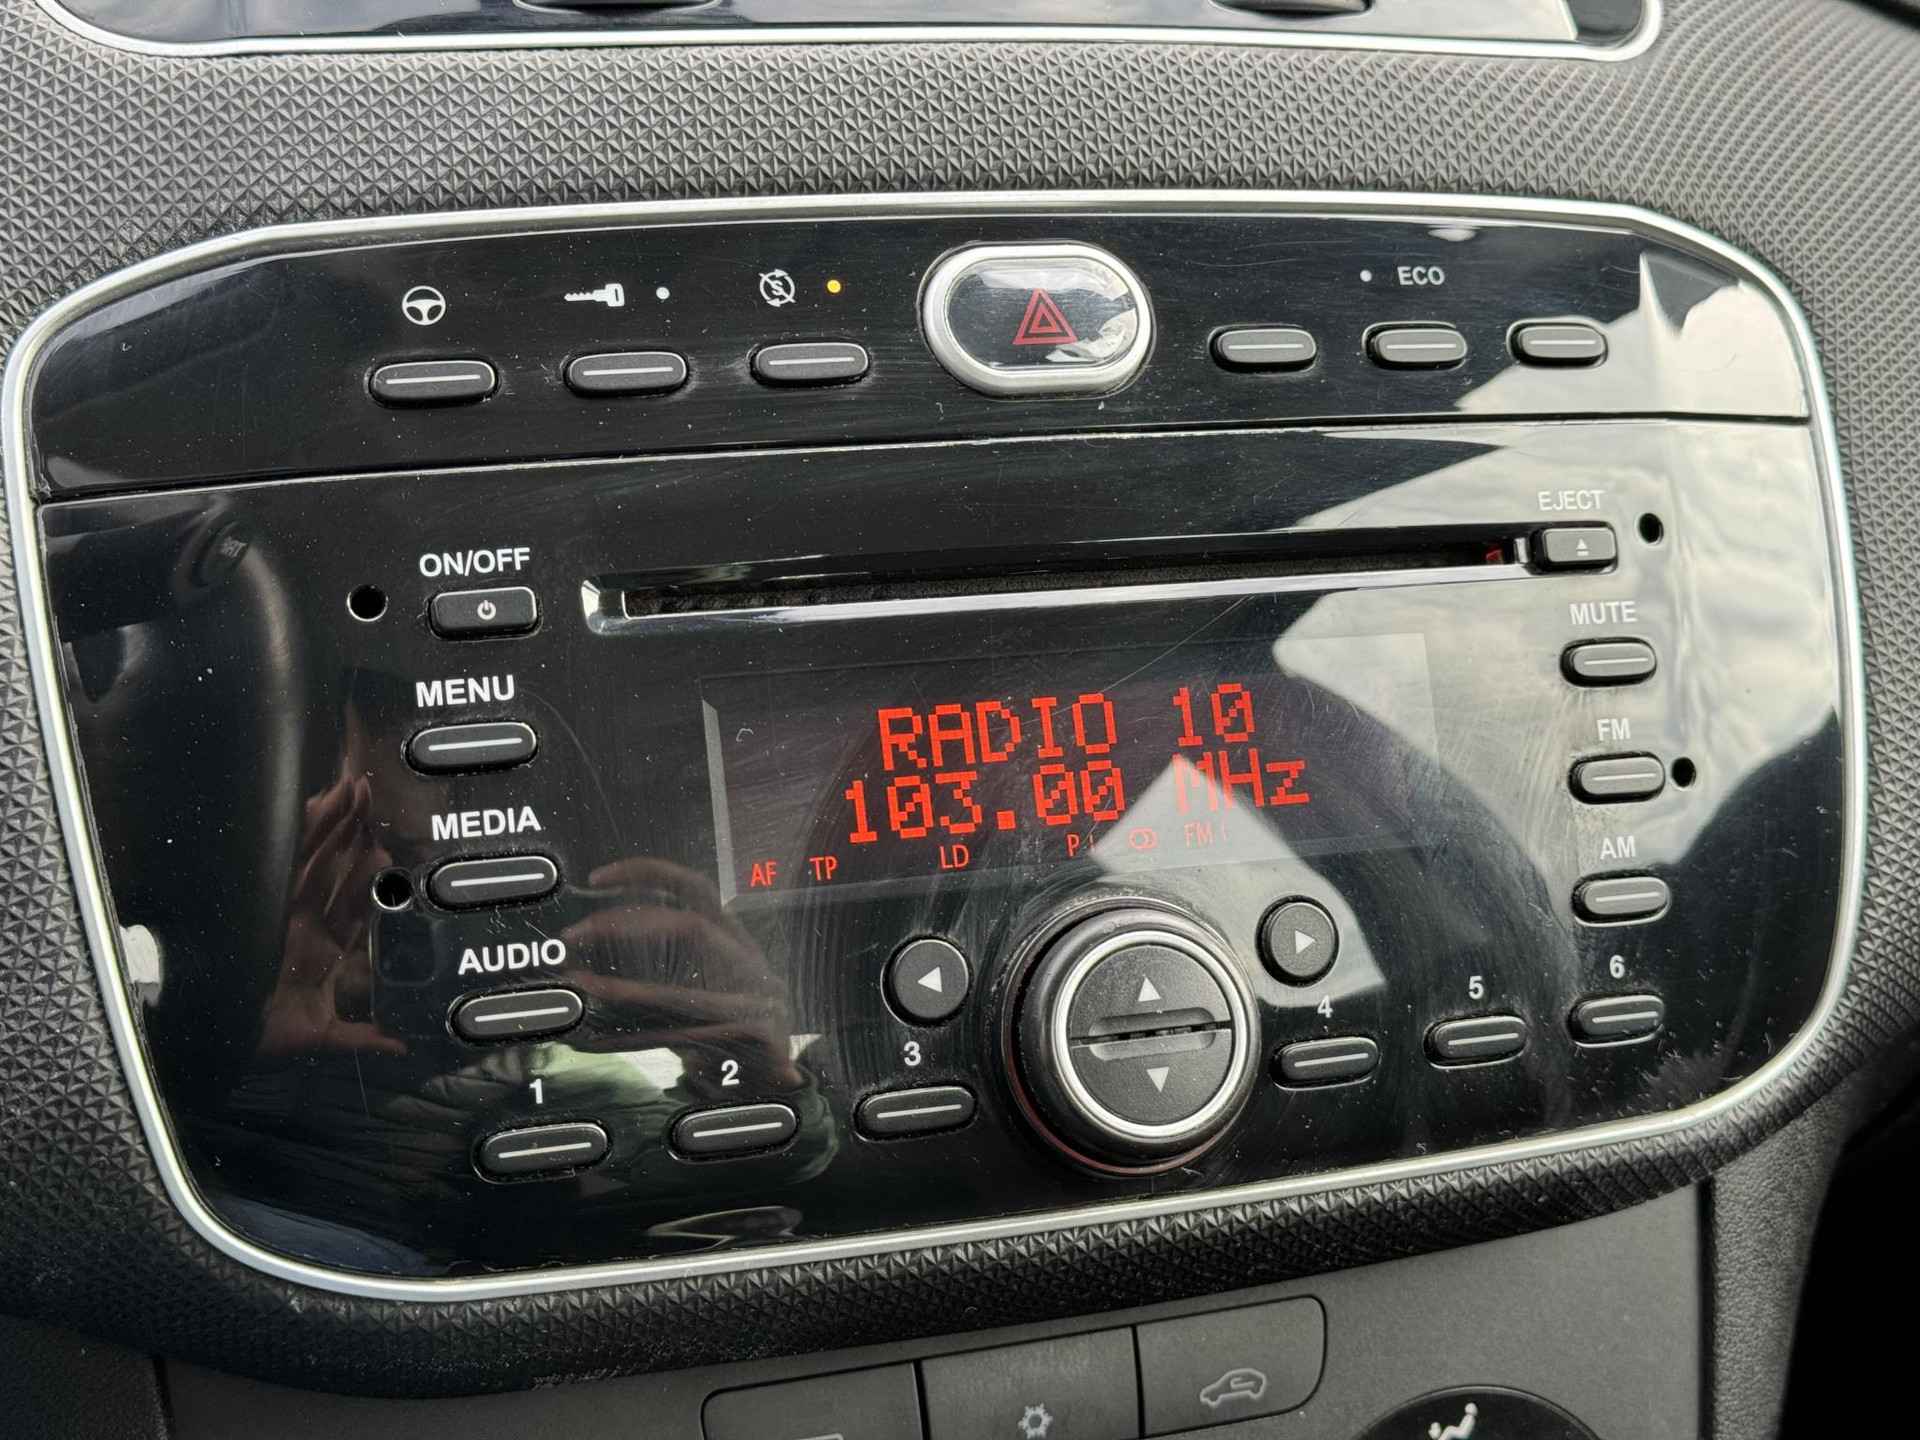 ECO
EJECT
ON/OFF
MUTE
MENU
RADIO 10
FM
103.00 MHz
MEDIA
AF TP LD P FM
AM
AUDIO
1 2 3 4 5 6